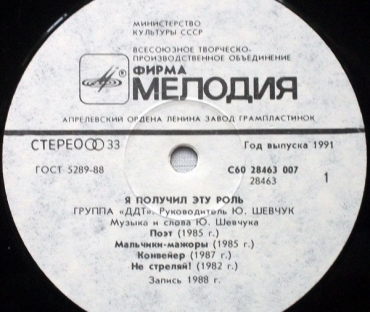 МИНИСТЕРСТВО
КУЛЬТУРЫ СССР
ВСЕСОЮЗНОЕ ТВОРЧЕСКО-
ПРОИЗВОДСТВЕННОЕ ОБЪЕДИНЕНИЕ
ФИРМА
МЕЛОДИЯ
АПРЕЛЕВСКИЙ ОРДЕНА ЛЕНИНА ЗАВОД ГРАМПЛАСТИНОК
СТЕРЕО 33
Год выпуска 1991
ГОСТ 5289-88
С60 28463 007
28463
1
Я ПОЛУЧИЛ ЭТУ РОЛЬ
ГРУППА «ДДТ». Руководитель Ю. ШЕВЧУК
Музыка и слова Ю. Шевчука
Поэт (1985 г.)
Мальчики-мажоры (1985 г.)
Конвейер (1987 г.)
Не стреляй! (1982 г.)
Запись 1988 г.